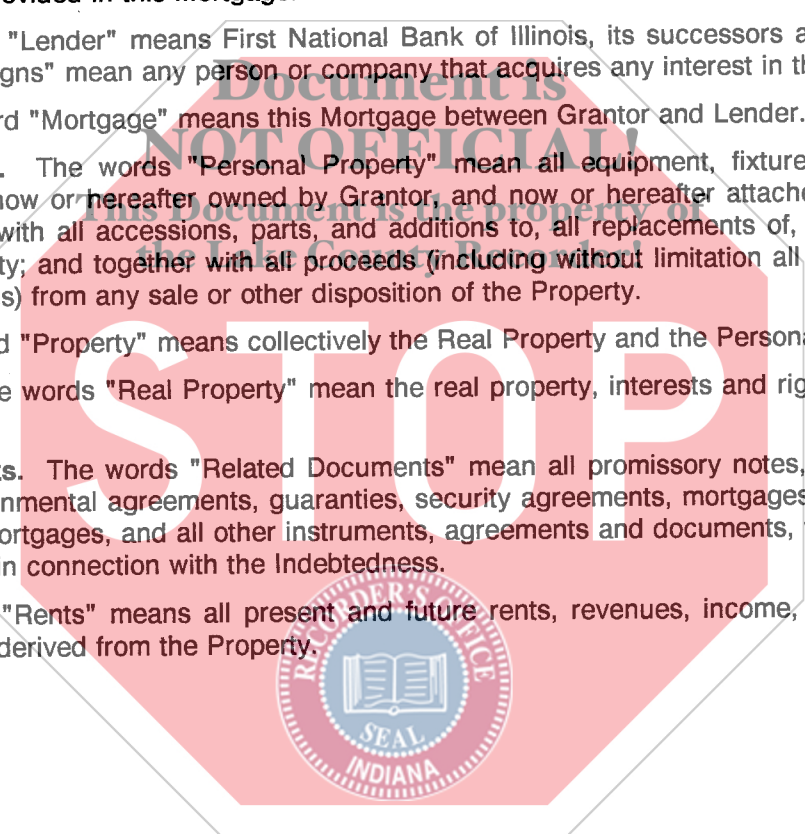 ovided in this Mortgage.
"Lender" means First National Bank of Illinois, its successors a
igns" mean any person or company that acquires any interest in th
Document is
rd "Mortgage" means this Mortgage between Grantor and Lender.
NOT OFFICIAL!
. The words "Personal Property" mean all equipment, fixture
now or hereafter owned by Grantor, and now or hereafter attache
This Document is the property of
with all accessions, parts, and additions to, all replacements of,
the Lake County Recorder!
ty; and together with all proceeds (including without limitation all
s) from any sale or other disposition of the Property.
d "Property" means collectively the Real Property and the Persona
e words "Real Property" mean the real property, interests and rig
STOP
ts. The words "Related Documents" mean all promissory notes,
nmental agreements, guaranties, security agreements, mortgages
ortgages, and all other instruments, agreements and documents,
in connection with the Indebtedness.
"Rents" means all present and future rents, revenues, income,
derived from the Property.
RECORDER'S OFFICE
SEAL
INDIANA